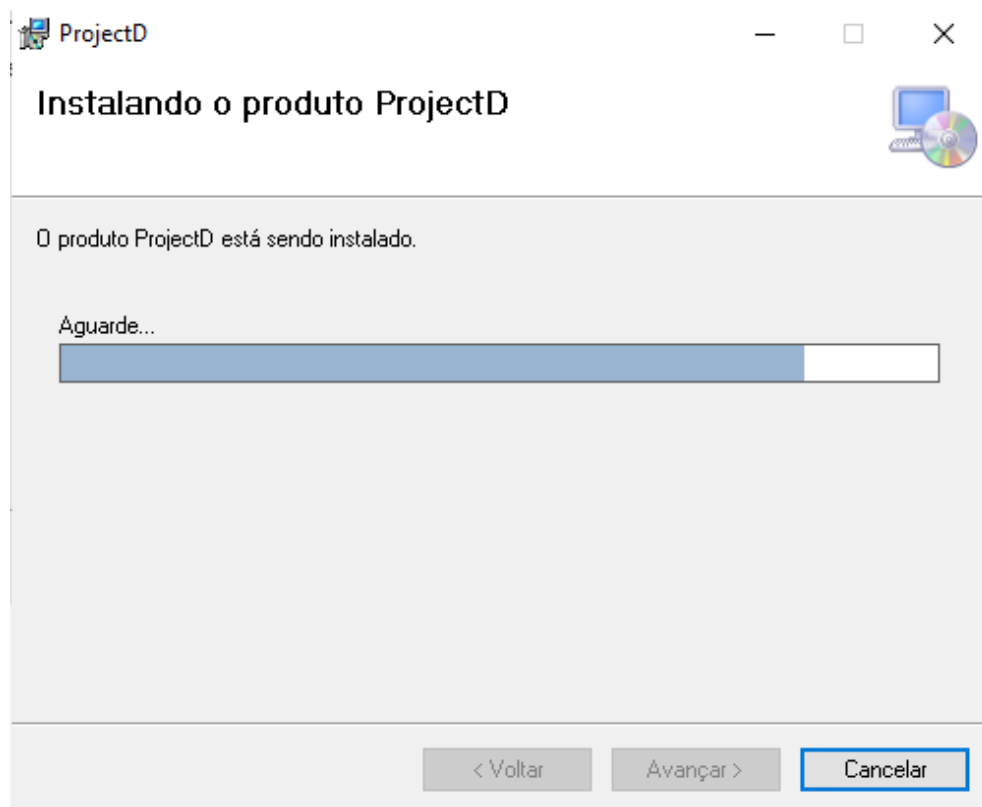 ProjectD
Instalando o produto ProjectD
O produto ProjectD está sendo instalado.
Aguarde...
< Voltar
Avançar >
Cancelar